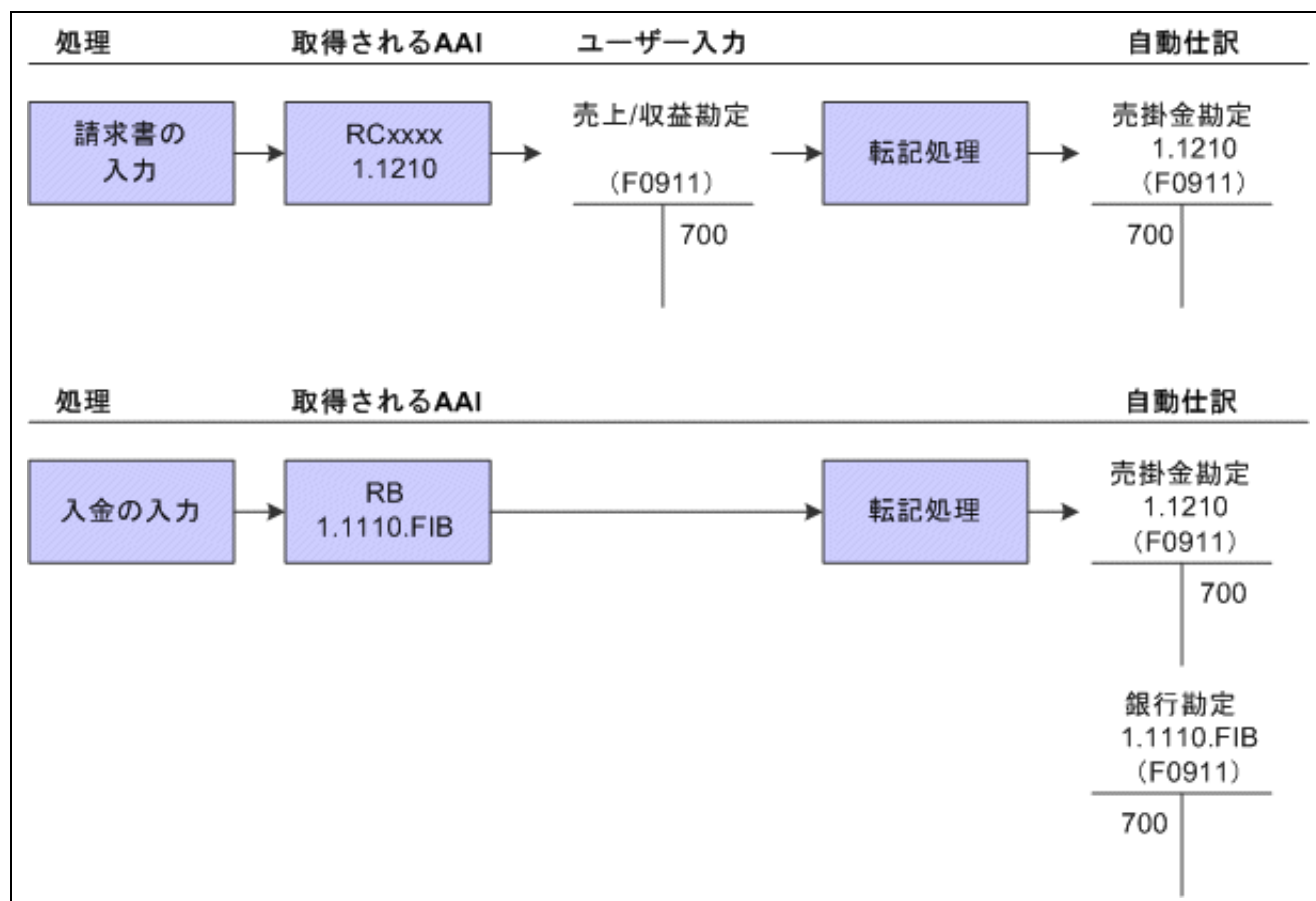 処理 取得されるAAI ユーザー入力 自動仕訳
請求書の
入力
RCxxxx
1.1210
売上/収益勘定
（F0911）
700
転記処理
売掛金勘定
1.1210
（F0911）
700
処理 取得されるAAI 自動仕訳
入金の入力
RB
1.1110.FIB
転記処理
売掛金勘定
1.1210
（F0911）
700
銀行勘定
1.1110.FIB
（F0911）
700